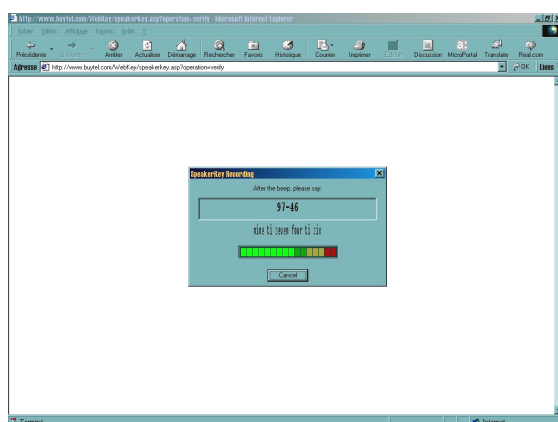 http://www.buytel.com/WebKey/speakerkey.asp?operation=verify - Microsoft Internet Explorer
Fichier Edition Affichage Favoris Outils ?
Précédente Suivante Arrêter Actualiser Démarrage Rechercher Favoris Historique Courrier Imprimer Edition Discussion MicroPortal Translate Real.com
Adresse http://www.buytel.com/WebKey/speakerkey.asp?operation=verify OK Liens
SpeakerKey Recording
After the beep, please say:
97-46
nine ti seven four ti six
Cancel
Terminé Internet